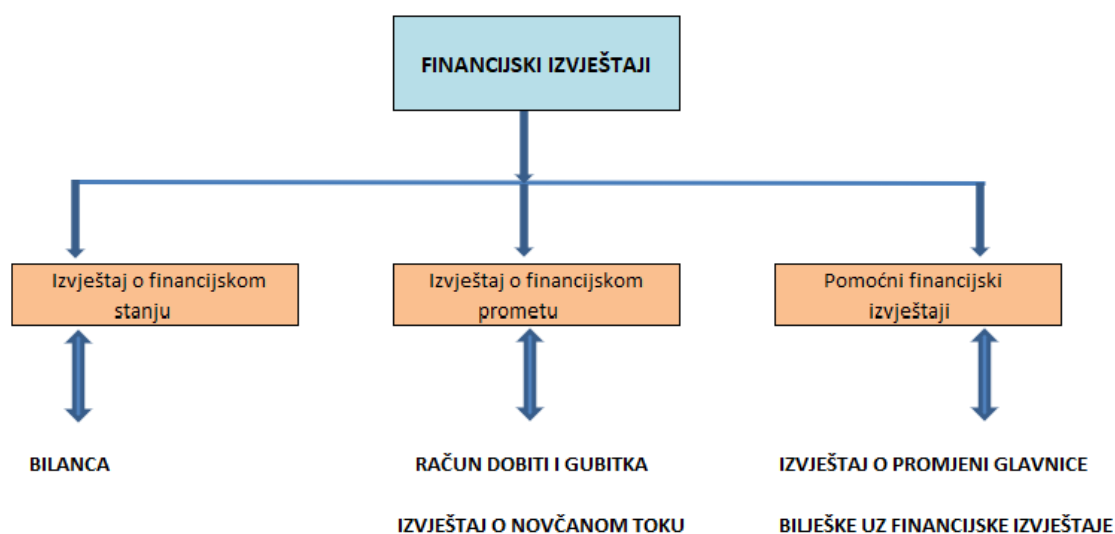 FINANCIJSKI IZVJEŠTAJI
Izvještaj o financijskom
stanju
Izvještaj o financijskom
prometu
Pomoćni financijski
izvještaji
BILANCA
RAČUN DOBITI I GUBITKA
IZVJEŠTAJ O NOVČANOM TOKU
IZVJEŠTAJ O PROMJENI GLAVNICE
BILJEŠKE UZ FINANCIJSKE IZVJEŠTAJE